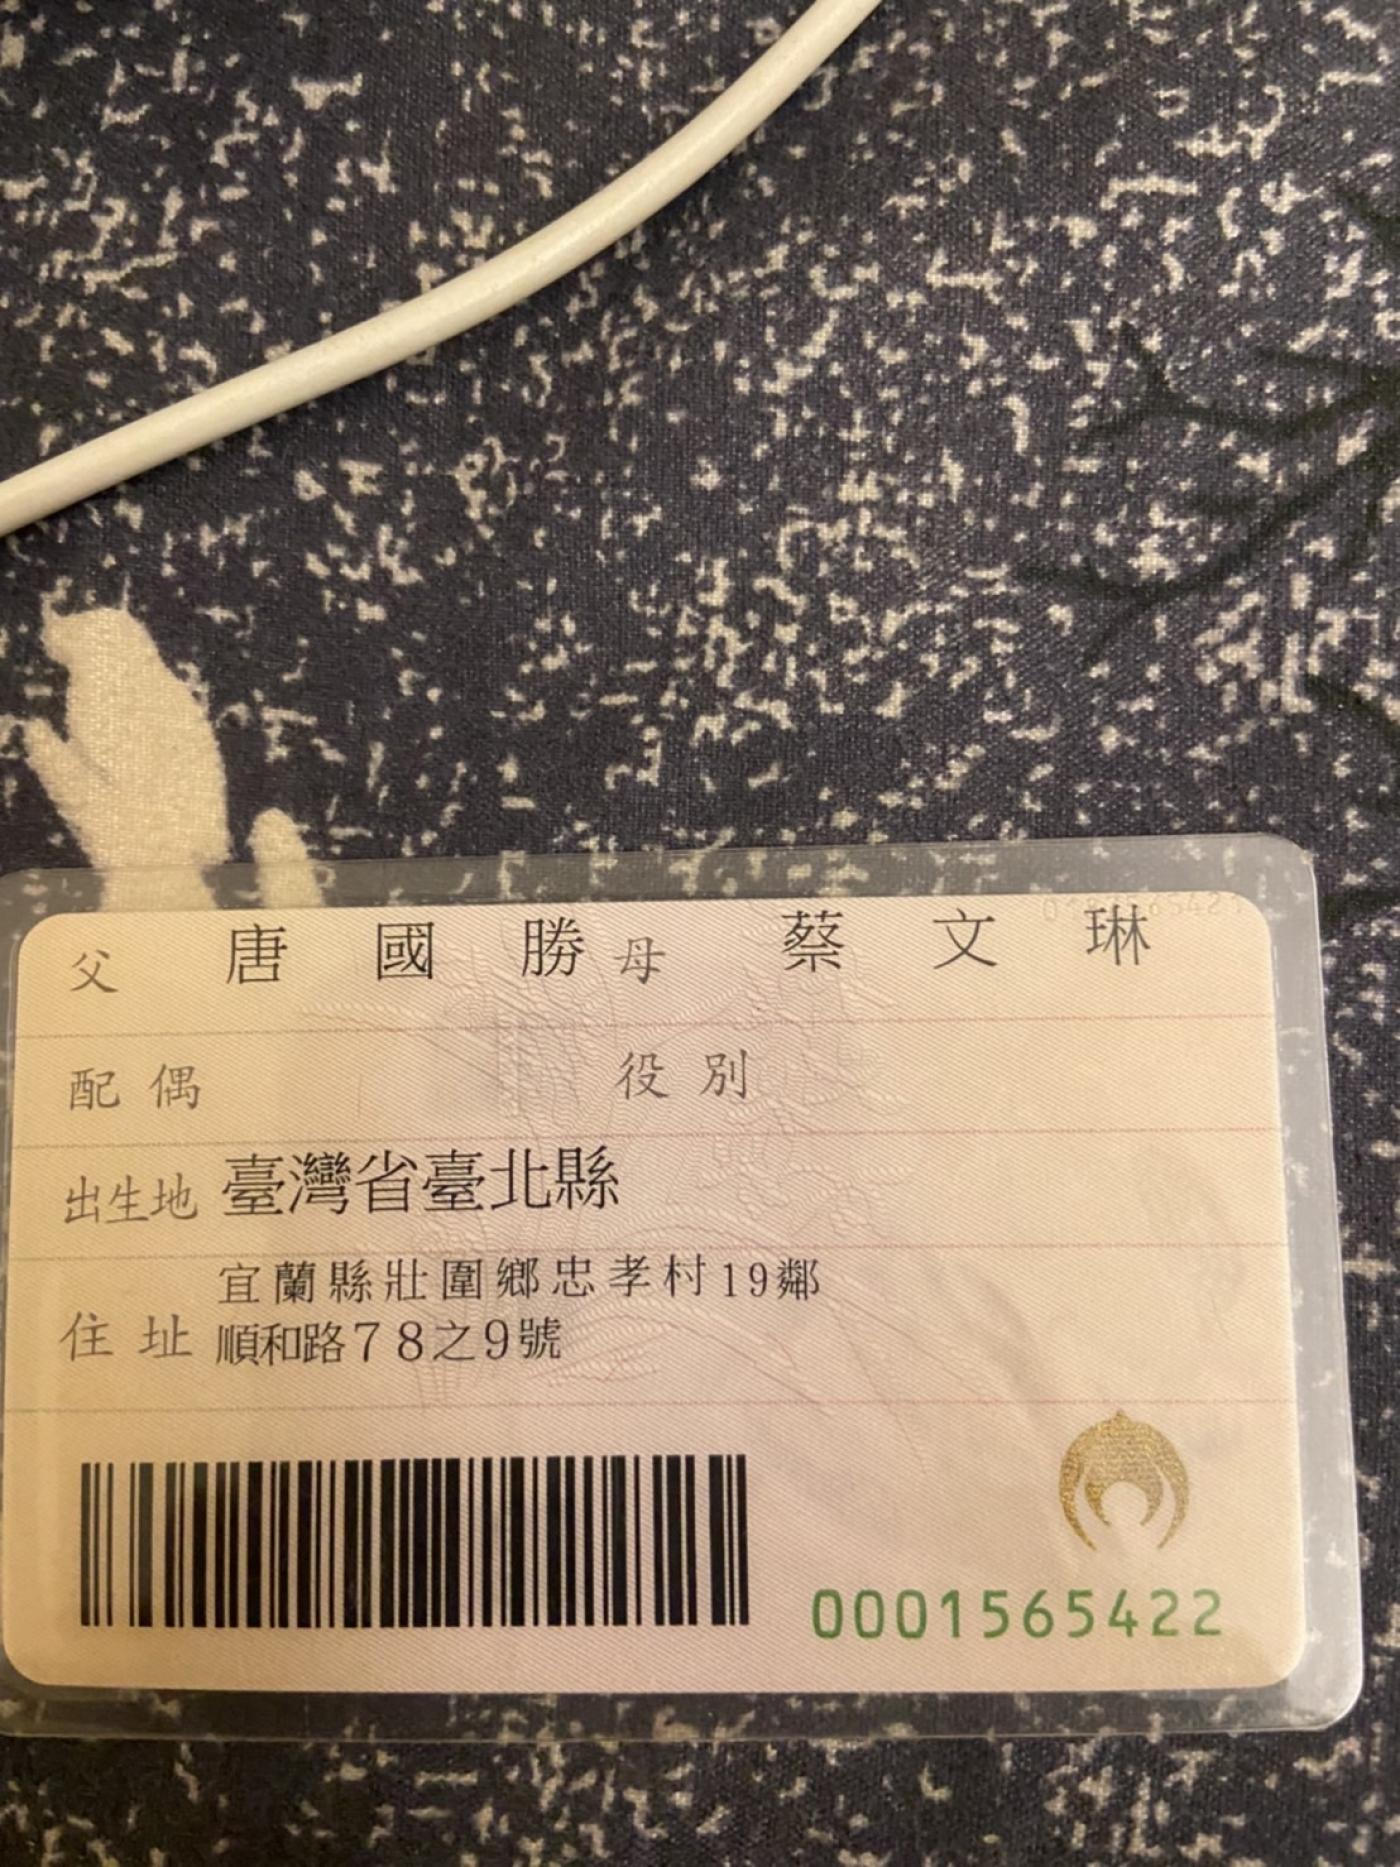 父 唐國勝 母 蔡文琳
配偶 役別
出生地 臺灣省臺北縣
住址 宜蘭縣壯圍鄉忠孝村19鄰
順和路78之9號
0001565422